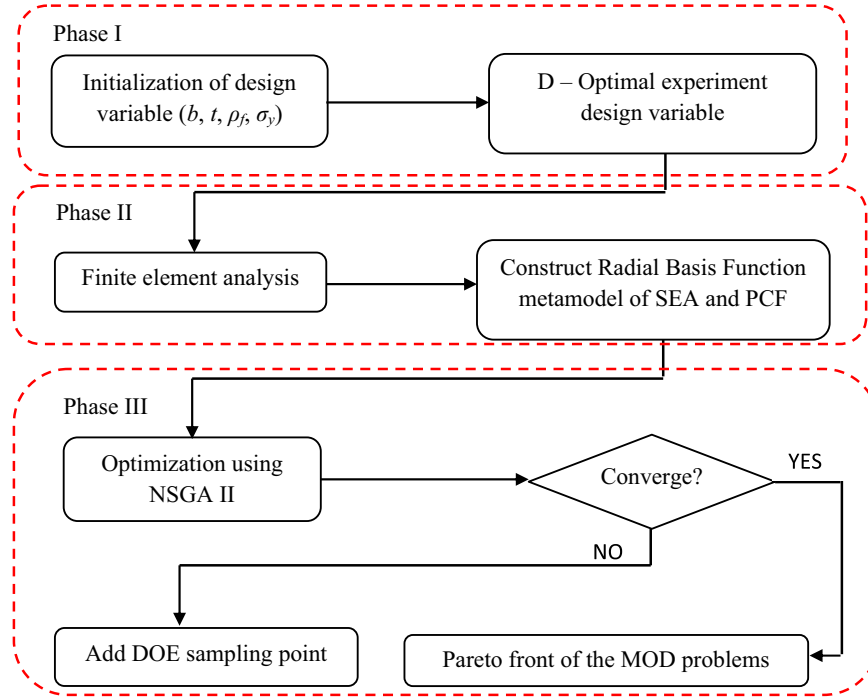 Phase I
Initialization of design
variable (b, t, ρf, σy)
D – Optimal experiment
design variable
Phase II
Finite element analysis
Construct Radial Basis Function
metamodel of SEA and PCF
Phase III
Optimization using
NSGA II
Converge?
YES
NO
Add DOE sampling point
Pareto front of the MOD problems